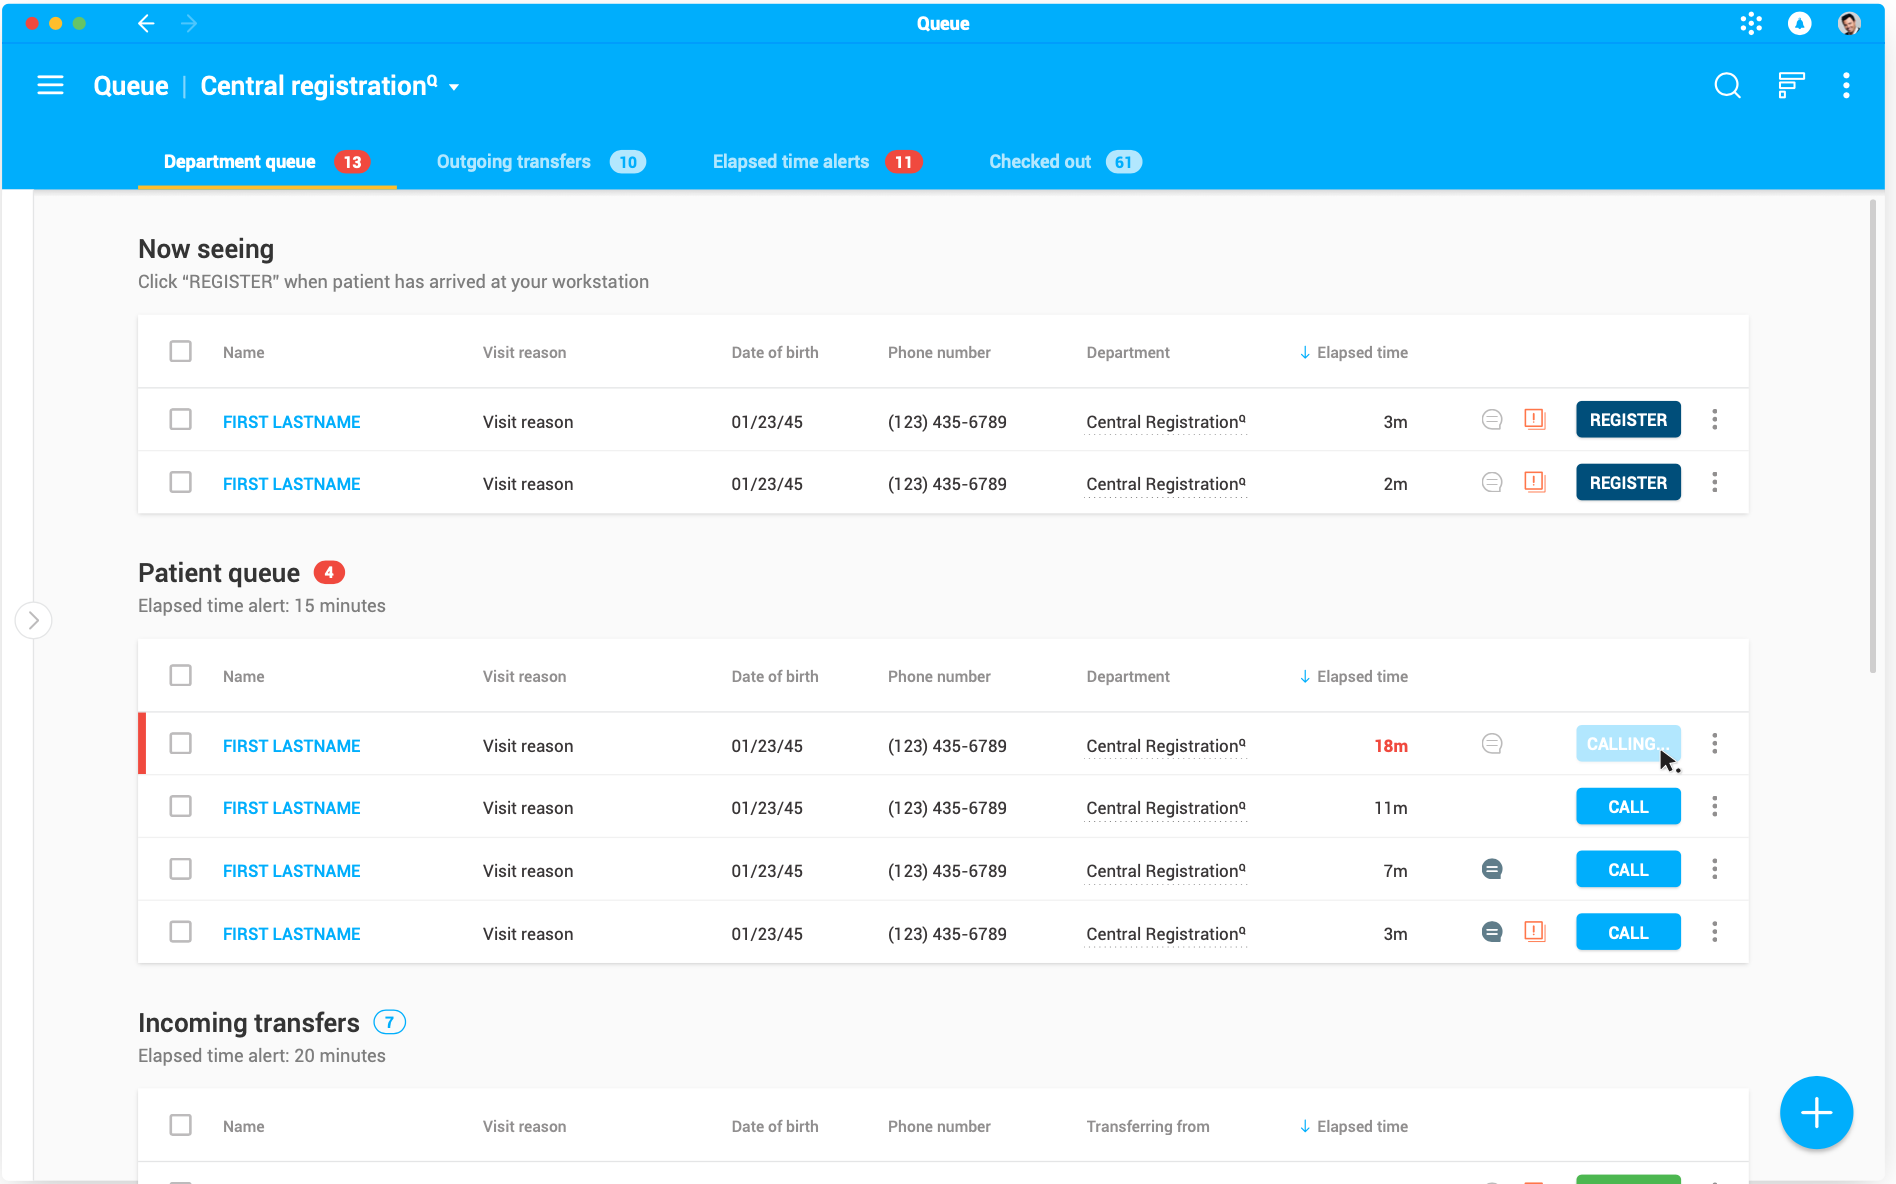 Queue
Queue | Central registrationQ
Department queue 13 Outgoing transfers 10 Elapsed time alerts 11 Checked out 61
Now seeing
Click “REGISTER” when patient has arrived at your workstation
Name Visit reason Date of birth Phone number Department ↓ Elapsed time
FIRST LASTNAME Visit reason 01/23/45 (123) 435-6789 Central RegistrationQ 3m REGISTER
FIRST LASTNAME Visit reason 01/23/45 (123) 435-6789 Central RegistrationQ 2m REGISTER
Patient queue 4
Elapsed time alert: 15 minutes
Name Visit reason Date of birth Phone number Department ↓ Elapsed time
FIRST LASTNAME Visit reason 01/23/45 (123) 435-6789 Central RegistrationQ 18m CALLING...
FIRST LASTNAME Visit reason 01/23/45 (123) 435-6789 Central RegistrationQ 11m CALL
FIRST LASTNAME Visit reason 01/23/45 (123) 435-6789 Central RegistrationQ 7m CALL
FIRST LASTNAME Visit reason 01/23/45 (123) 435-6789 Central RegistrationQ 3m CALL
Incoming transfers 7
Elapsed time alert: 20 minutes
Name Visit reason Date of birth Phone number Transferring from ↓ Elapsed time